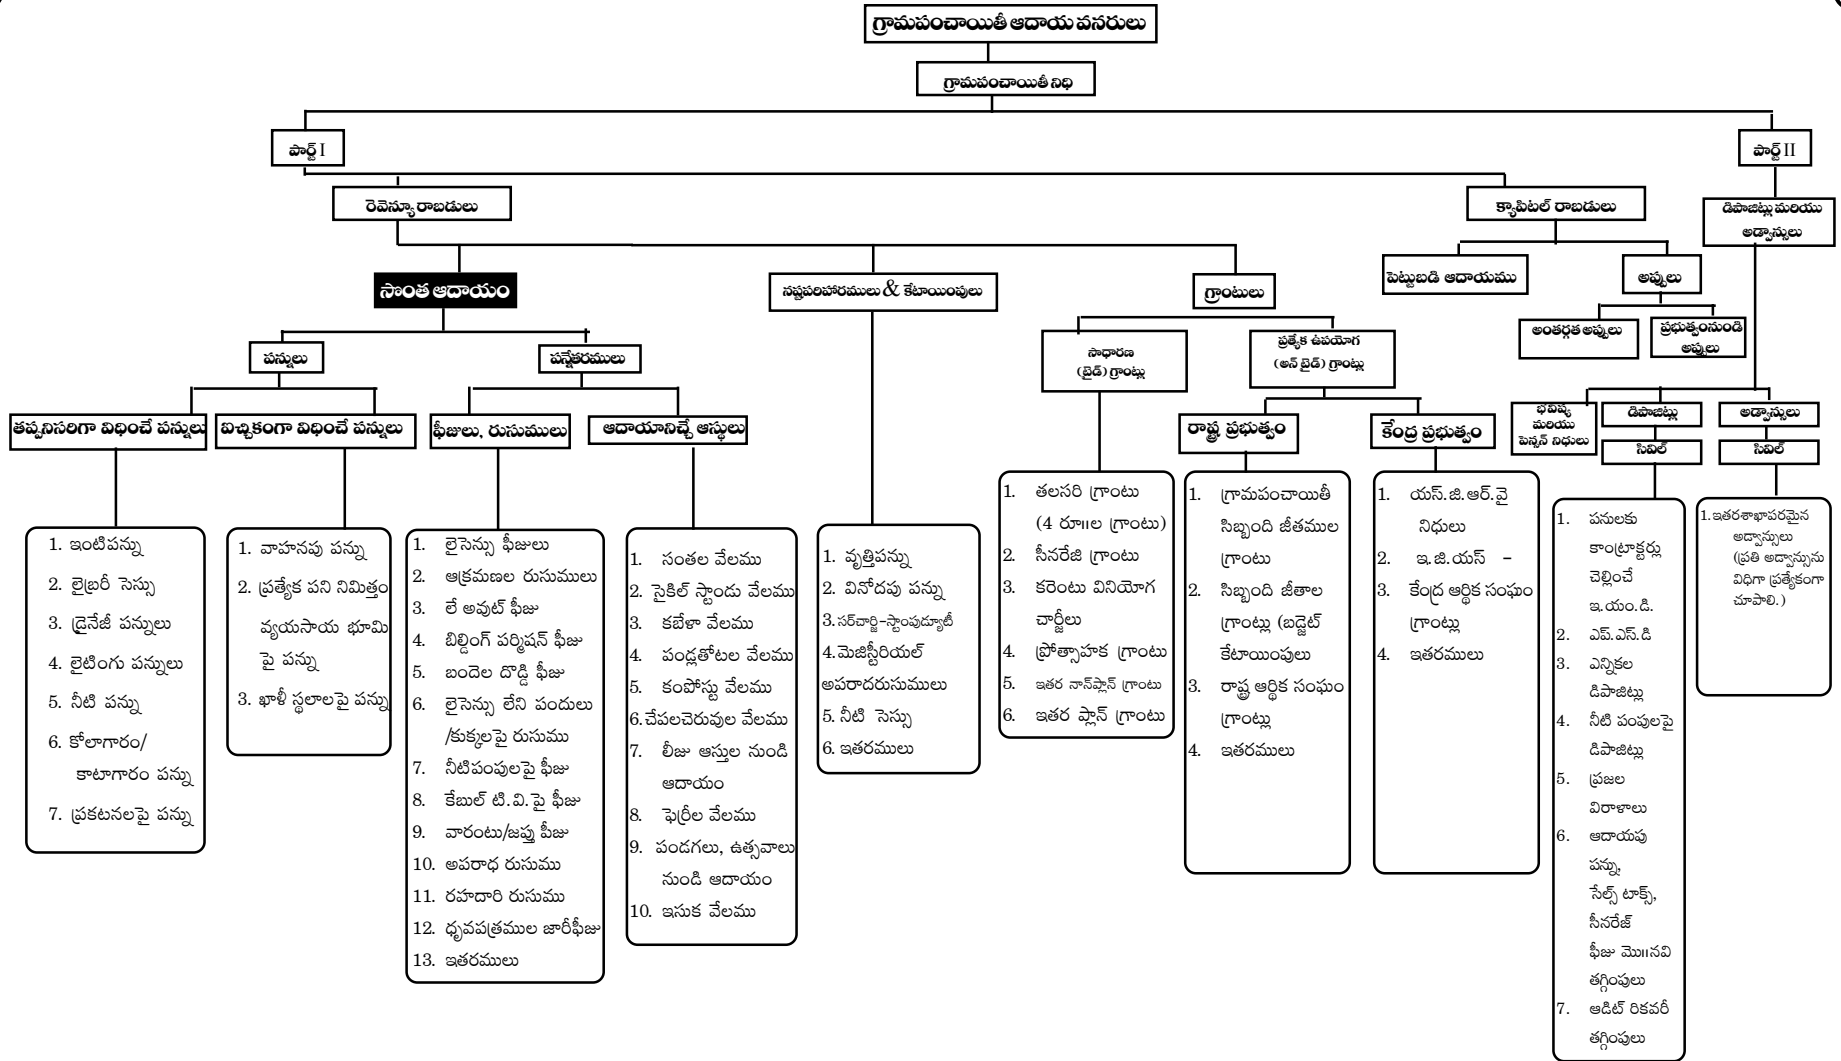 గ్రామపంచాయితీ ఆదాయ వనరులు
గ్రామపంచాయితీ నిధి
పార్ట్ I
పార్ట్ II
రెవెన్యూ రాబడులు
క్యాపిటల్ రాబడులు
డిపాజిట్లు మరియు
అడ్వాన్సులు
సొంత ఆదాయం
నష్టపరిహారములు & కేటాయింపులు
గ్రాంటులు
పెట్టుబడి ఆదాయము
అప్పులు
అంతర్గత అప్పులు
ప్రభుత్వంనుండి
అప్పులు
పన్నులు
పన్నేతరములు
సాధారణ
(టైడ్) గ్రాంట్లు
ప్రత్యేక ఉపయోగ
(అన్ టైడ్) గ్రాంట్లు
తప్పనిసరిగా విధించే పన్నులు
ఐచ్ఛికంగా విధించే పన్నులు
ఫీజులు, రుసుములు
ఆదాయానిచ్చే ఆస్థులు
రాష్ట్ర ప్రభుత్వం
కేంద్ర ప్రభుత్వం
భవిష్య
మరియు
పెన్షన్ నిధులు
డిపాజిట్లు
సివిల్
అడ్వాన్సులు
సివిల్
1. ఇంటిపన్ను
2. లైబ్రరీ సెస్సు
3. డ్రైనేజీ పన్నులు
4. లైటింగు పన్నులు
5. నీటి పన్ను
6. కోలాగారం/
కాటాగారం పన్ను
7. ప్రకటనలపై పన్ను
1. వాహనపు పన్ను
2. ప్రత్యేక పని నిమిత్తం
వ్యయసాయ భూమి
పై పన్ను
3. ఖాళీ స్థలాలపై పన్ను
1. లైసెన్సు ఫీజులు
2. ఆక్రమణల రుసుములు
3. లే అవుట్ ఫీజు
4. బిల్డింగ్ పర్మిషన్ ఫీజు
5. బందెల దొడ్డి ఫీజు
6. లైసెన్సు లేని పందులు
/కుక్కలపై రుసుము
7. నీటిపంపులపై ఫీజు
8. కేబుల్ టి.వి.పై ఫీజు
9. వారంటు/జప్తు పీజు
10. అపరాధ రుసుము
11. రహదారి రుసుము
12. ధృవపత్రముల జారీఫీజు
13. ఇతరములు
1. సంతల వేలము
2. సైకిల్ స్టాండు వేలము
3. కబేళా వేలము
4. పండ్లతోటల వేలము
5. కంపోస్టు వేలము
6.చేపలచెరువుల వేలము
7. లీజు ఆస్తుల నుండి
ఆదాయం
8. ఫెర్రీల వేలము
9. పండగలు, ఉత్సవాలు
నుండి ఆదాయం
10. ఇసుక వేలము
1. వృత్తిపన్ను
2. వినోదపు పన్ను
3.సర్‌చార్జి-స్టాంపుడ్యూటీ
4.మెజిస్టీరియల్
అపరాదరుసుములు
5. నీటి సెస్సు
6. ఇతరములు
1. తలసరి గ్రాంటు
(4 రూ॥ల గ్రాంటు)
2. సీనరేజి గ్రాంటు
3. కరెంటు వినియోగ
చార్జీలు
4. ప్రోత్సాహక గ్రాంటు
5. ఇతర నాన్‌ప్లాన్ గ్రాంటు
6. ఇతర ప్లాన్ గ్రాంటు
1. గ్రామపంచాయితీ
సిబ్బంది జీతముల
గ్రాంటు
2. సిబ్బంది జీతాల
గ్రాంట్లు (బడ్జెట్
కేటాయింపులు
3. రాష్ట్ర ఆర్థిక సంఘం
గ్రాంట్లు
4. ఇతరములు
1. యస్.జి.ఆర్.వై
నిధులు
2. ఇ.జి.యస్ -
3. కేంద్ర ఆర్థిక సంఘం
గ్రాంట్లు
4. ఇతరములు
1. పనులకు
కాంట్రాక్టర్లు
చెల్లించే
ఇ.యం.డి.
2. ఎప్.ఎస్.డి
3. ఎన్నికల
డిపాజిట్లు
4. నీటి పంపులపై
డిపాజిట్లు
5. ప్రజల
విరాళాలు
6. ఆదాయపు
పన్ను,
సేల్స్ టాక్స్,
సీనరేజ్
ఫీజు మొ॥నవి
తగ్గింపులు
7. ఆడిట్ రికవరీ
తగ్గింపులు
1.ఇతరశాఖాపరమైన
అడ్వాన్సులు
(ప్రతి అడ్వాన్సును
విధిగా ప్రత్యేకంగా
చూపాలి.)